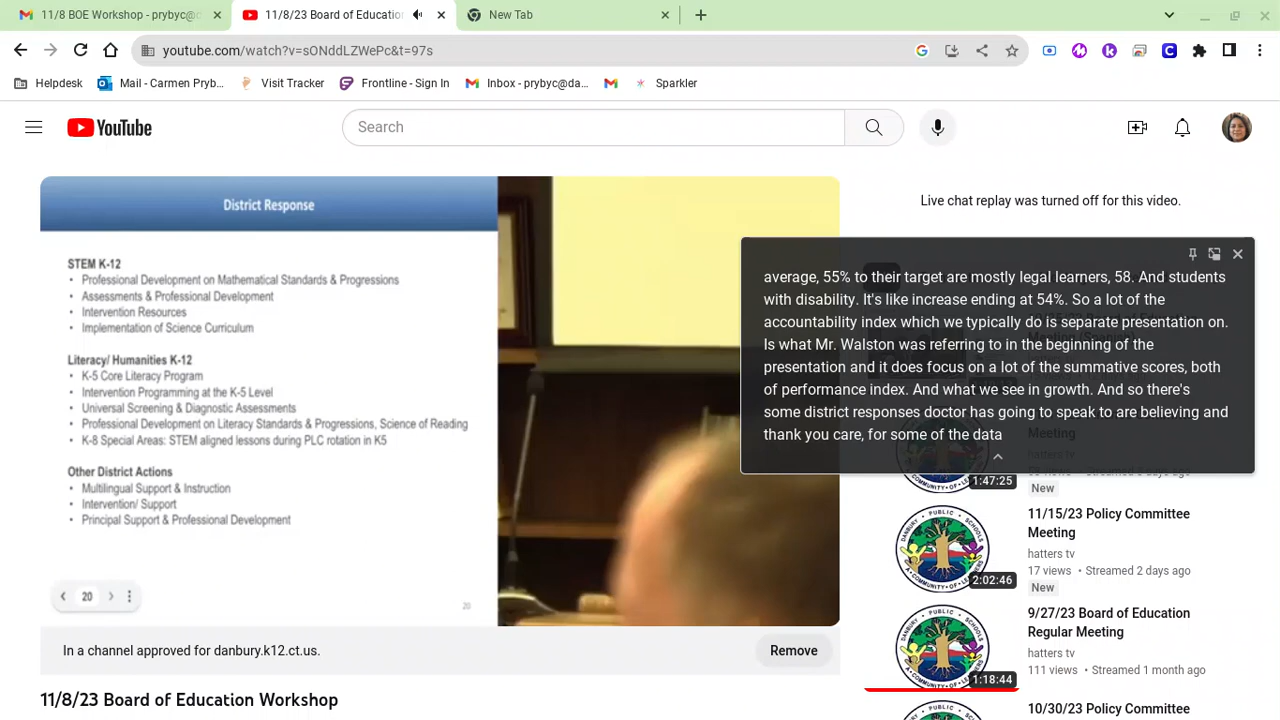 11/8 BOE Workshop - prybyc@d
11/8/23 Board of Education
New Tab
youtube.com/watch?v=sONddLZWePc&t=97s
Helpdesk
Mail - Carmen Pryb...
Visit Tracker
Frontline - Sign In
Inbox - prybyc@da...
Sparkler
YouTube
Search
District Response
STEM K-12
• Professional Development on Mathematical Standards & Progressions
• Assessments & Professional Development
• Intervention Resources
• Implementation of Science Curriculum
Literacy/ Humanities K-12
• K-5 Core Literacy Program
• Intervention Programming at the K-5 Level
• Universal Screening & Diagnostic Assessments
• Professional Development on Literacy Standards & Progressions, Science of Reading
• K-8 Special Areas: STEM aligned lessons during PLC rotation in K5
Other District Actions
• Multilingual Support & Instruction
• Intervention/ Support
• Principal Support & Professional Development
20
20
In a channel approved for danbury.k12.ct.us.
Remove
11/8/23 Board of Education Workshop
Live chat replay was turned off for this video.
average, 55% to their target are mostly legal learners, 58. And students
with disability. It's like increase ending at 54%. So a lot of the
accountability index which we typically do is separate presentation on.
Is what Mr. Walston was referring to in the beginning of the
presentation and it does focus on a lot of the summative scores, both
of performance index. And what we see in growth. And so there's
some district responses doctor has going to speak to are believing and
thank you care, for some of the data
Meeting
hatters tv
1:47:25
New
11/15/23 Policy Committee
Meeting
hatters tv
17 views • Streamed 2 days ago
2:02:46
New
9/27/23 Board of Education
Regular Meeting
hatters tv
111 views • Streamed 1 month ago
1:18:44
10/30/23 Policy Committee